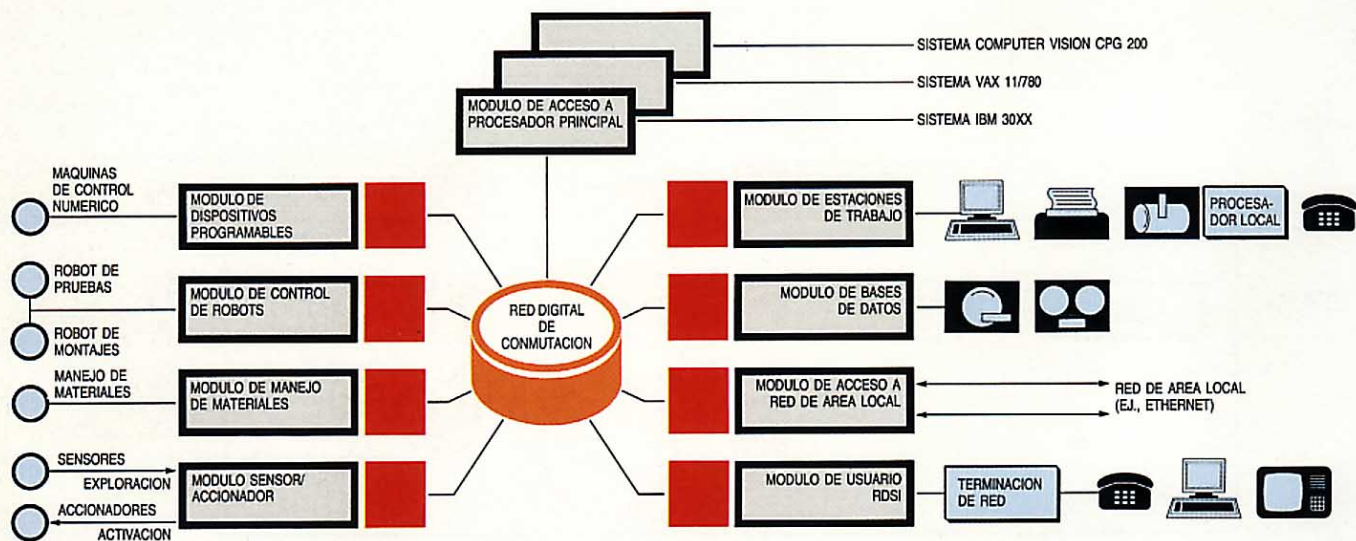 SISTEMA COMPUTER VISION CPG 200
SISTEMA VAX 11/780
MODULO DE ACCESO A
PROCESADOR PRINCIPAL
SISTEMA IBM 30XX
MAQUINAS
DE CONTROL
NUMERICO
MODULO DE
DISPOSITIVOS
PROGRAMABLES
ROBOT DE
PRUEBAS
ROBOT DE
MONTAJES
MODULO DE CONTROL
DE ROBOTS
MANEJO DE
MATERIALES
MODULO DE MANEJO
DE MATERIALES
SENSORES
EXPLORACION
ACCIONADORES
ACTIVACION
MODULO SENSOR/
ACCIONADOR
RED DIGITAL
DE
CONMUTACION
MODULO DE ESTACIONES
DE TRABAJO
PROCESA-
DOR LOCAL
MODULO DE BASES
DE DATOS
MODULO DE ACCESO A
RED DE AREA LOCAL
RED DE AREA LOCAL
(EJ., ETHERNET)
MODULO DE USUARIO
RDSI
TERMINACION
DE RED